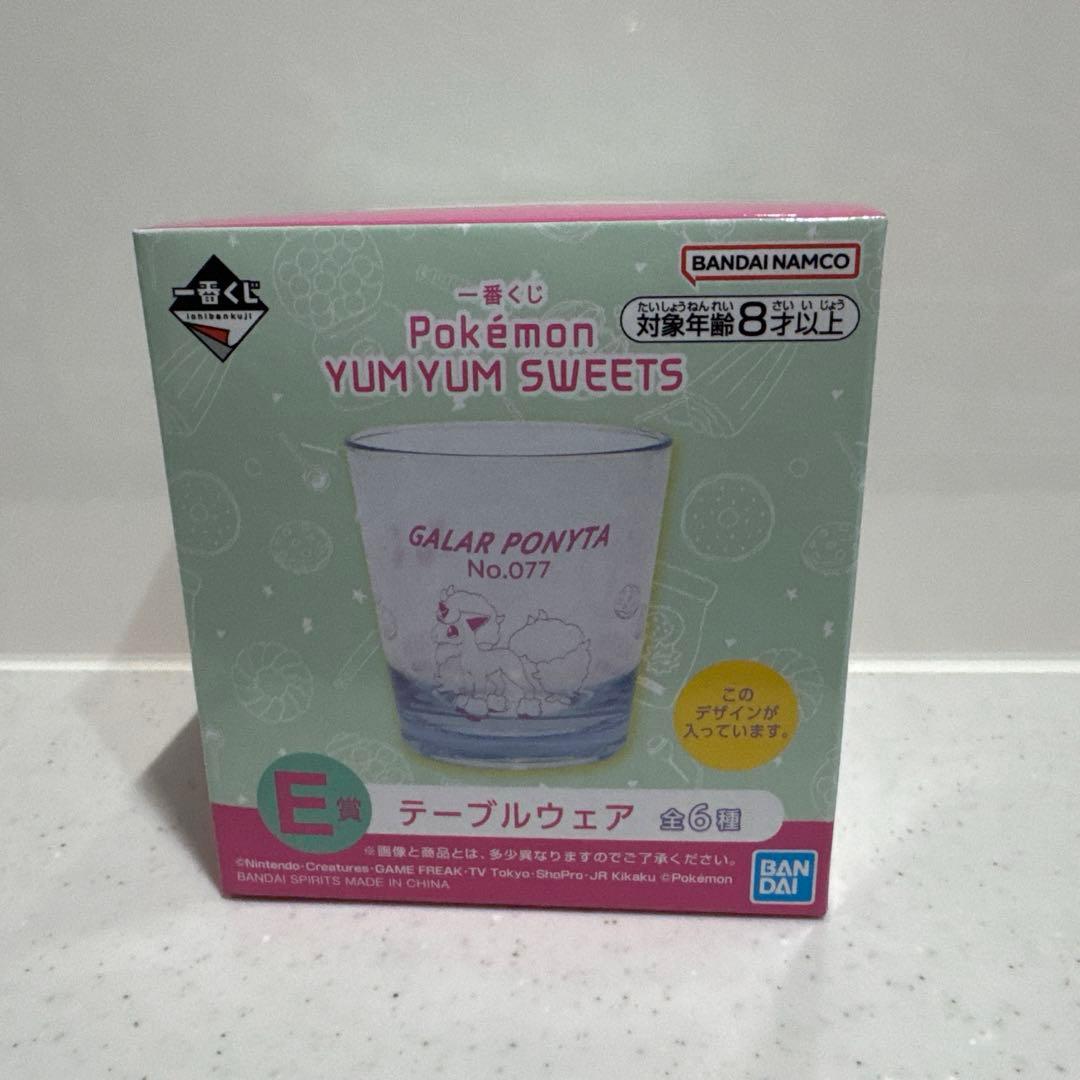 一番くじ
ichibankuji
BANDAI NAMCO
たいしょうねんれい さい い じょう
対象年齢8才以上
一番くじ
Pokémon
YUM YUM SWEETS
GALAR PONYTA
No.077
この
デザインが
入っています。
E賞
テーブルウェア 全6種
※画像と商品とは、多少異なりますのでご了承ください。
©Nintendo・Creatures・GAME FREAK・TV Tokyo・ShoPro・JR Kikaku ©Pokémon
BANDAI SPIRITS MADE IN CHINA
BAN
DAI